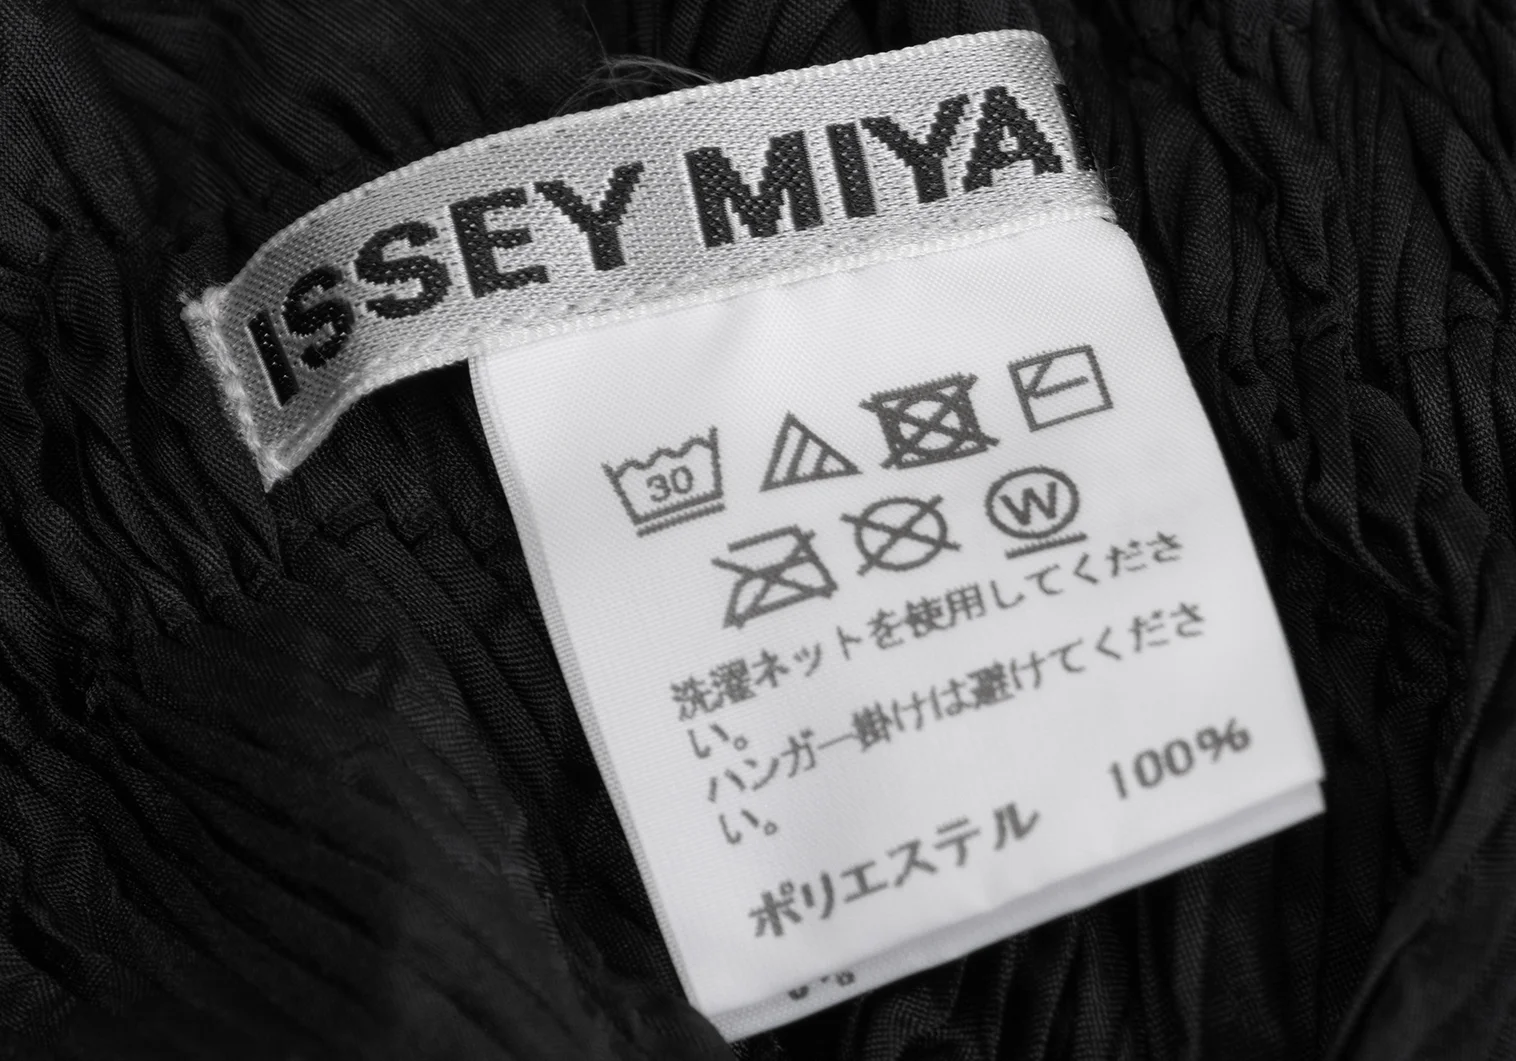 ISSEY MIYA
30
W
洗濯ネットを使用してくださ
い。
ハンガー掛けは避けてくださ
い。
ポリエステル 100%